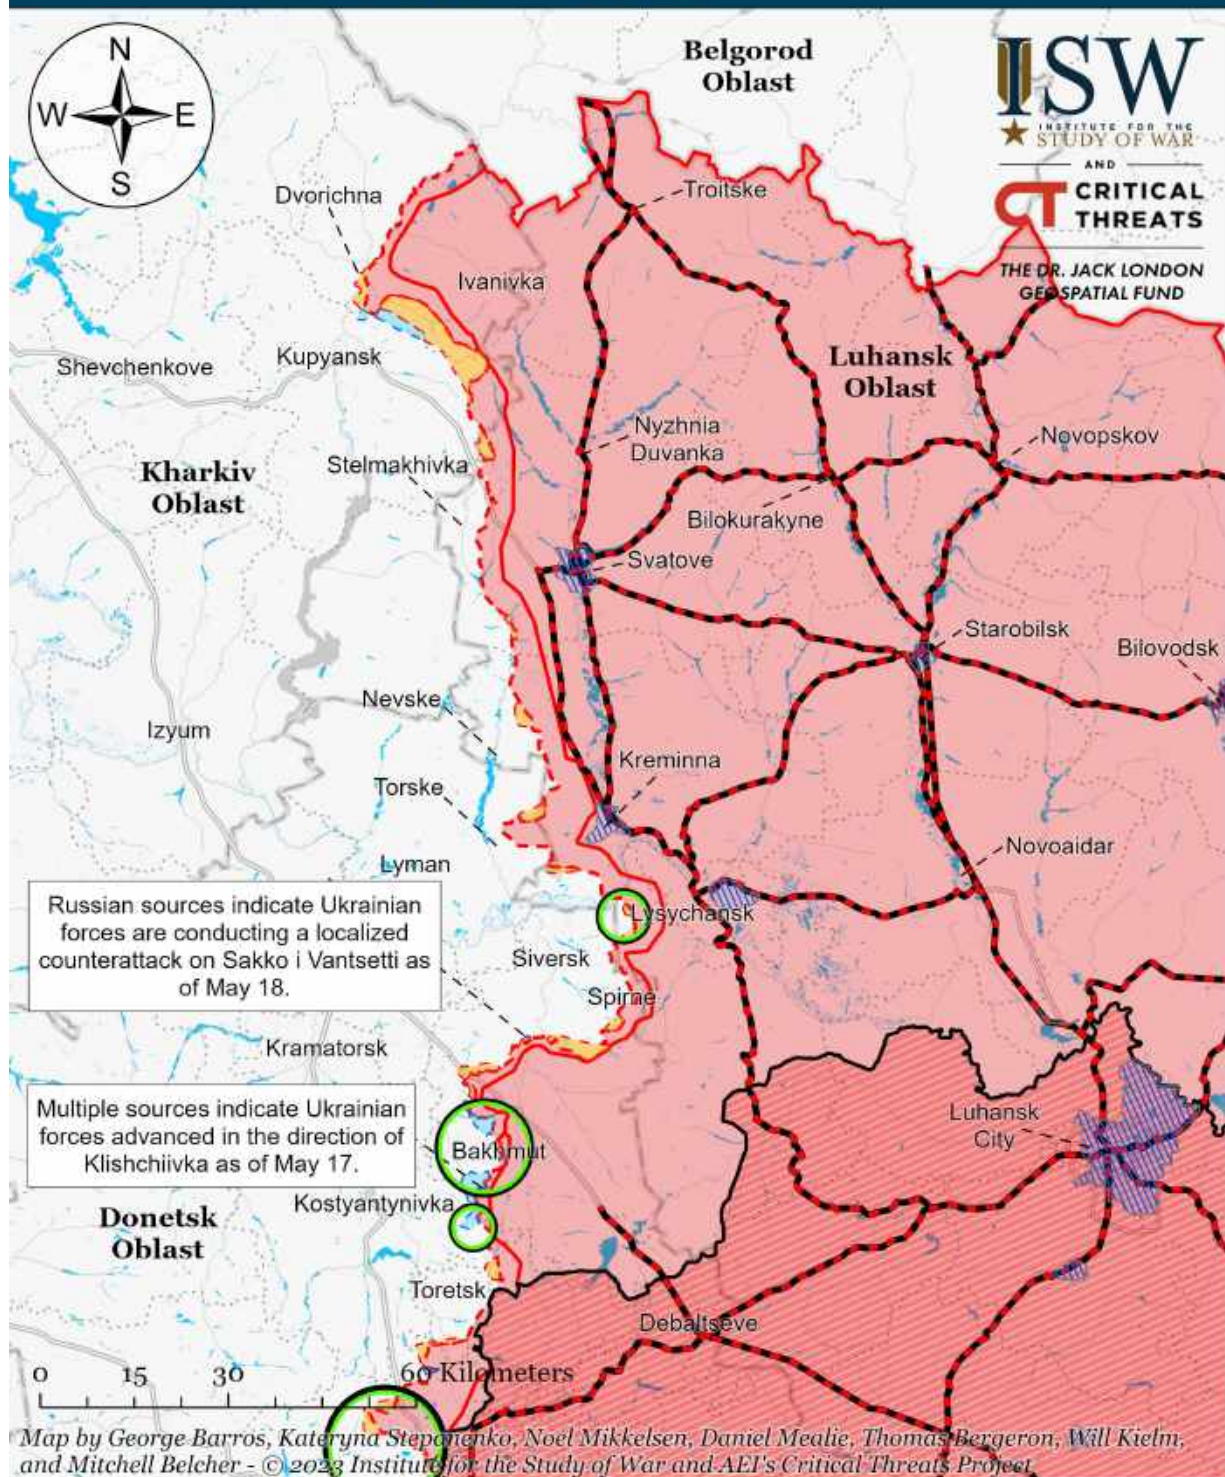 N
W E
S
Belgorod
Oblast
ISW
INSTITUTE FOR THE
STUDY OF WAR
AND
CT CRITICAL
THREATS
THE DR. JACK LONDON
GEOSPATIAL FUND
Dvorichna
Troitske
Ivanivka
Shevchenkove
Kupyansk
Luhansk
Oblast
Nyzhnia
Duvanka
Novopskov
Kharkiv
Oblast
Stelmakhivka
Bilokurakyne
Svatove
Starobilsk
Bilovodsk
Nevske
Izyum
Kreminna
Torske
Novoaidar
Lyman
Russian sources indicate Ukrainian
forces are conducting a localized
counterattack on Sakko i Vantsetti as
of May 18.
Lysychansk
Siversk
Spirne
Kramatorsk
Multiple sources indicate Ukrainian
forces advanced in the direction of
Klishchiivka as of May 17.
Bakhmut
Luhansk
City
Kostyantynivka
Donetsk
Oblast
Toretsk
Debaltseve
0 15 30 60 Kilometers
Map by George Barros, Kateryna Stepanenko, Noel Mikkelsen, Daniel Mealie, Thomas Bergeron, Will Kielm,
and Mitchell Belcher - © 2023 Institute for the Study of War and AEI's Critical Threats Project